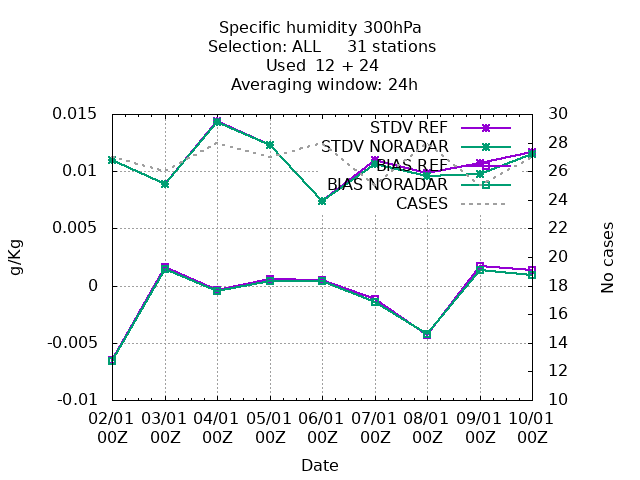 Specific humidity 300hPa
Selection: ALL     31 stations
Used  12 + 24
Averaging window: 24h
0.015
0.01
0.005
0
-0.005
-0.01
g/Kg
STDV REF
STDV NORADAR
BIAS REF
BIAS NORADAR
CASES
30
28
26
24
22
20
18
16
14
12
10
No cases
02/01 03/01 04/01 05/01 06/01 07/01 08/01 09/01 10/01
00Z 00Z 00Z 00Z 00Z 00Z 00Z 00Z 00Z
Date